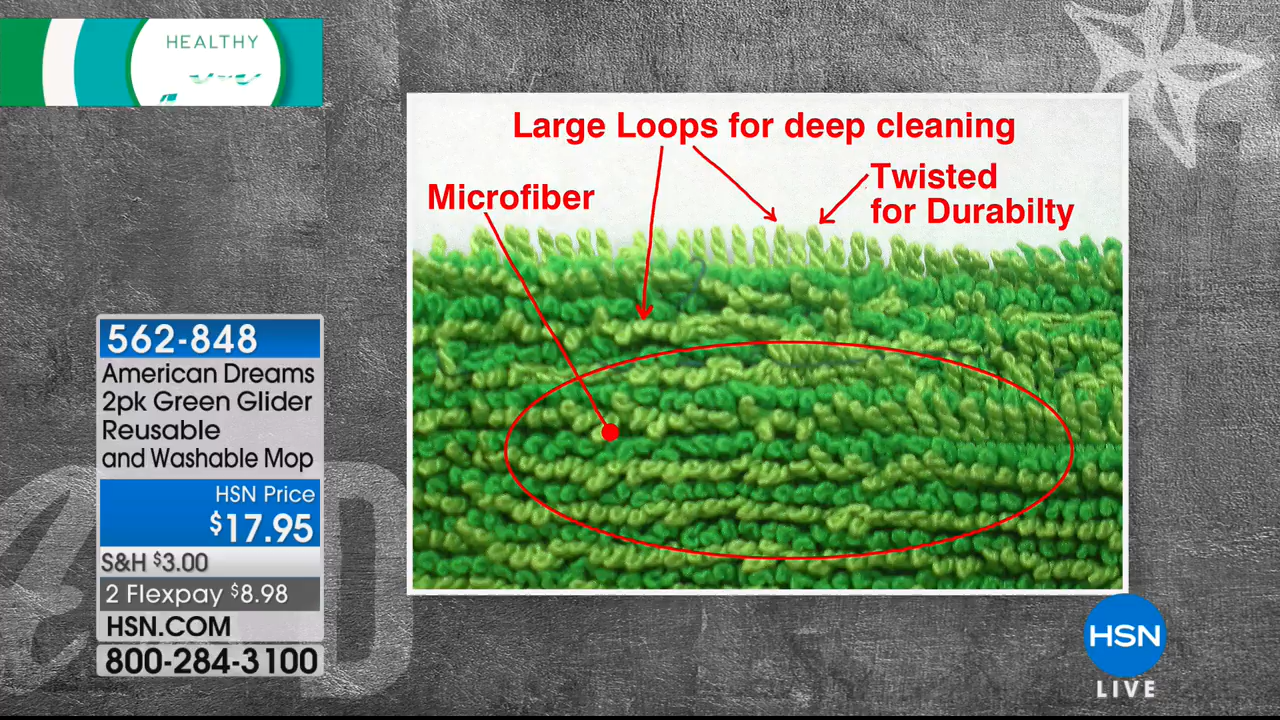 HEALTHY
Large Loops for deep cleaning
Microfiber
Twisted
for Durabilty
562-848
American Dreams
2pk Green Glider
Reusable
and Washable Mop
HSN Price
$17.95
S&H $3.00
2 Flexpay $8.98
HSN.COM
800-284-3100
HSN
LIVE